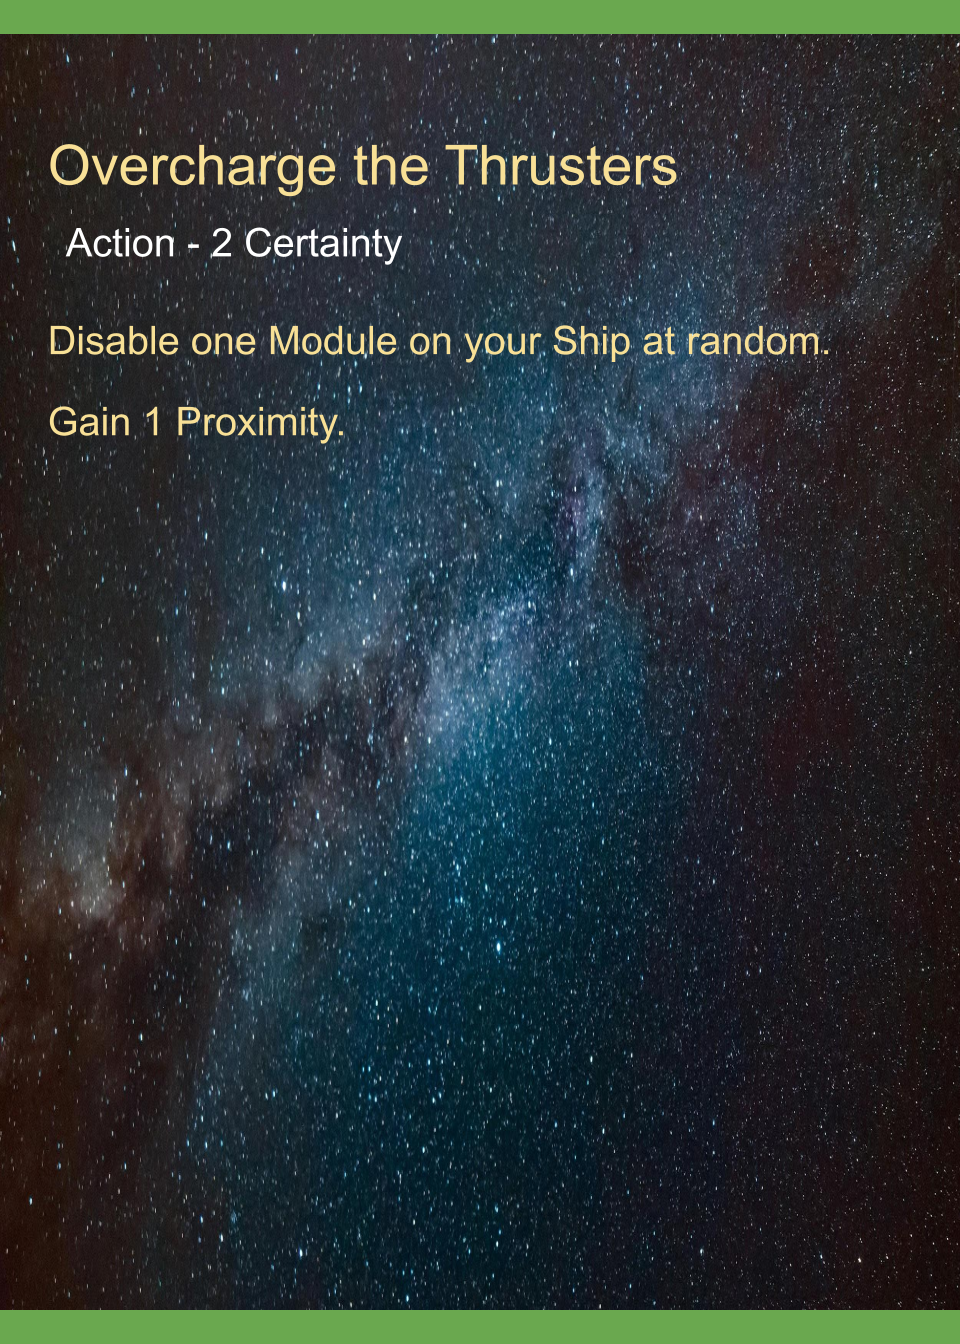 Overcharge the Thrusters
Action - 2 Certainty
Disable one Module on your Ship at random.
Gain 1 Proximity.